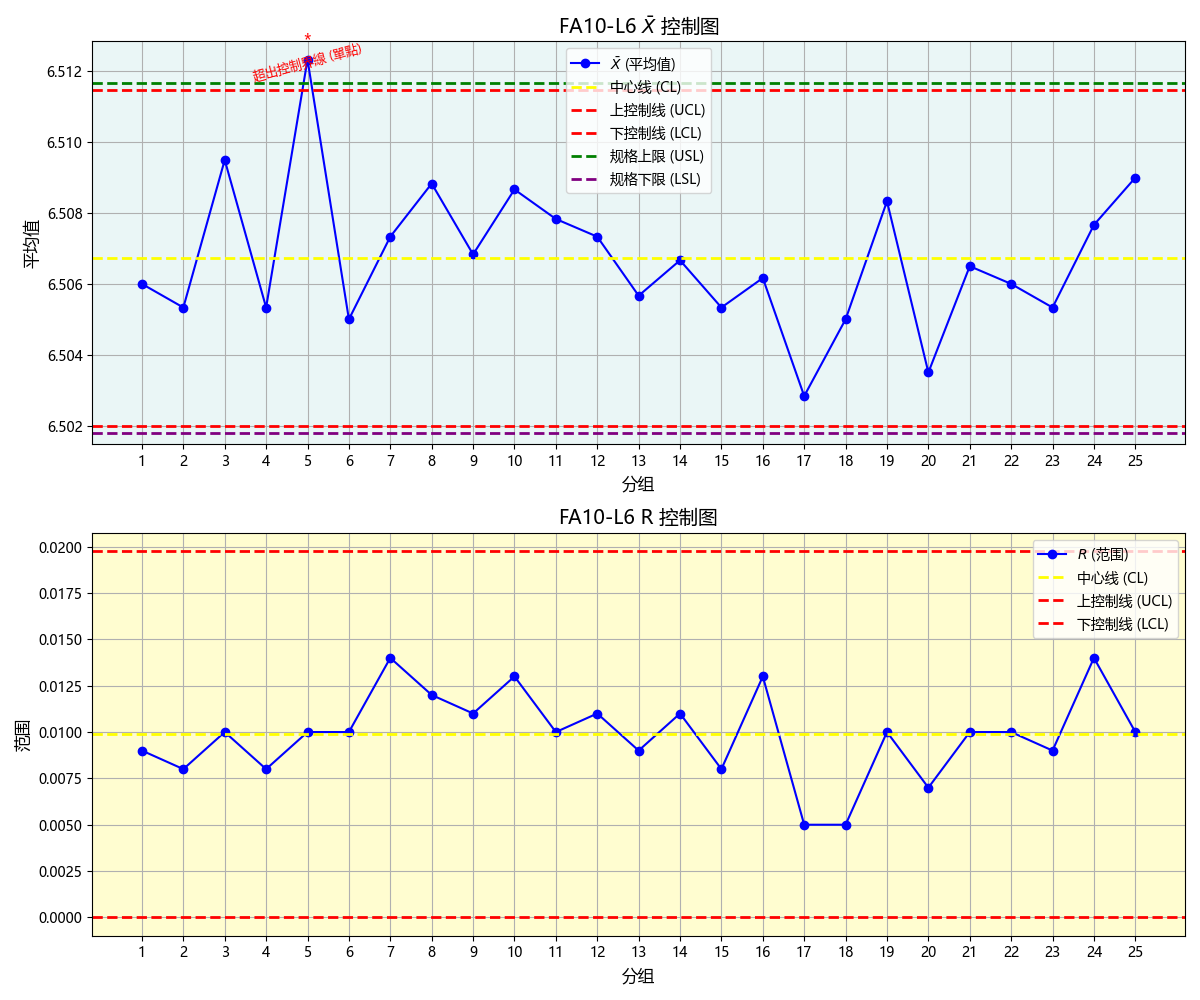 FA10-L6 X̄ 控制图
*
超出控制界線 (單點)
X̄ (平均值)
中心线 (CL)
上控制线 (UCL)
下控制线 (LCL)
规格上限 (USL)
规格下限 (LSL)
平均值
6.512
6.510
6.508
6.506
6.504
6.502
1 2 3 4 5 6 7 8 9 10 11 12 13 14 15 16 17 18 19 20 21 22 23 24 25
分组
FA10-L6 R 控制图
R (范围)
中心线 (CL)
上控制线 (UCL)
下控制线 (LCL)
范围
0.0200
0.0175
0.0150
0.0125
0.0100
0.0075
0.0050
0.0025
0.0000
1 2 3 4 5 6 7 8 9 10 11 12 13 14 15 16 17 18 19 20 21 22 23 24 25
分组